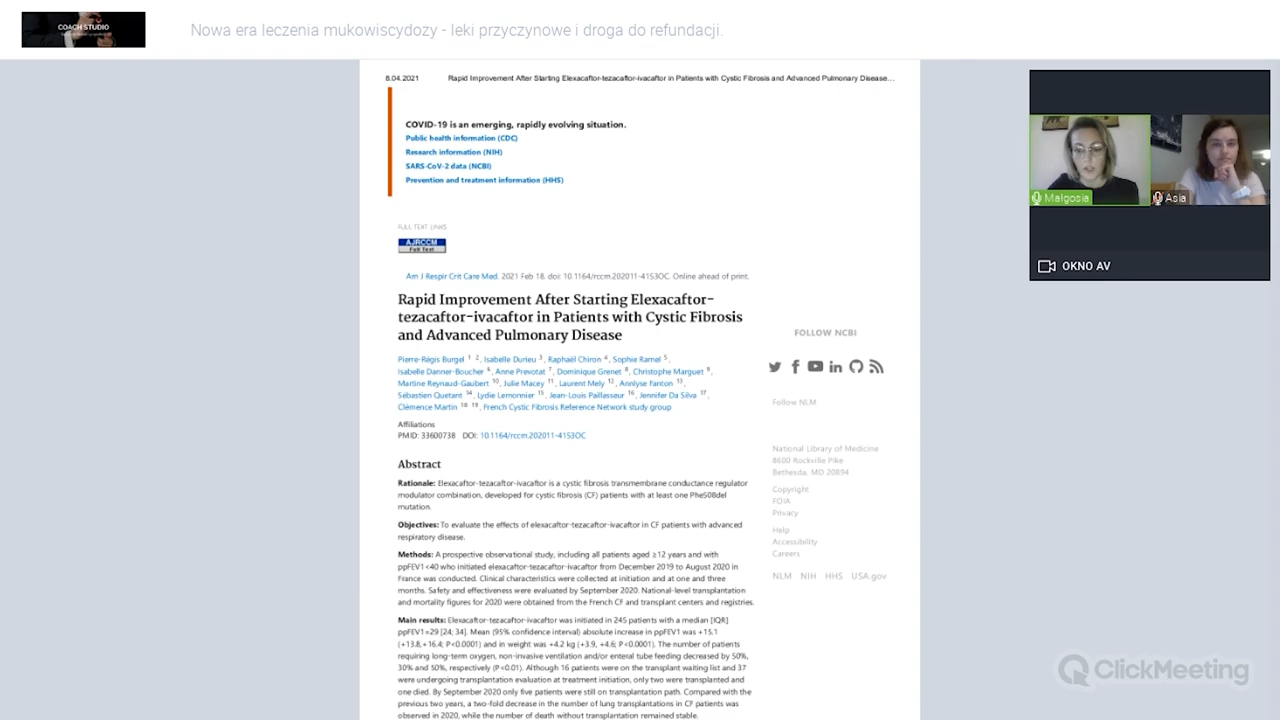 COACH STUDIO
Nowa era leczenia mukowiscydozy - leki przyczynowe i droga do refundacji.
8.04.2021
Rapid Improvement After Starting Elexacaftor-tezacaftor-ivacaftor in Patients with Cystic Fibrosis and Advanced Pulmonary Disease…
COVID-19 is an emerging, rapidly evolving situation.
Public health information (CDC)
Research information (NIH)
SARS-CoV-2 data (NCBI)
Prevention and treatment information (HHS)
FULL TEXT LINKS
AJRCCM
Full Text
Am J Respir Crit Care Med. 2021 Feb 18. doi: 10.1164/rccm.202011-4153OC. Online ahead of print.
Rapid Improvement After Starting Elexacaftor-
tezacaftor-ivacaftor in Patients with Cystic Fibrosis
and Advanced Pulmonary Disease
Pierre-Régis Burgel 1 2, Isabelle Durieu 3, Raphaël Chiron 4, Sophie Ramel 5,
Isabelle Danner-Boucher 6, Anne Prevotat 7, Dominique Grenet 8, Christophe Marguet 9,
Martine Reynaud-Gaubert 10, Julie Macey 11, Laurent Mely 12, Annlyse Fanton 13,
Sébastien Quetant 14, Lydie Lemonnier 15, Jean-Louis Paillasseur 16, Jennifer Da Silva 17,
Clémence Martin 18 19, French Cystic Fibrosis Reference Network study group
Affiliations
PMID: 33600738 DOI: 10.1164/rccm.202011-4153OC
Abstract
Rationale: Elexacaftor-tezacaftor-ivacaftor is a cystic fibrosis transmembrane conductance regulator
modulator combination, developed for cystic fibrosis (CF) patients with at least one Phe508del
mutation.
Objectives: To evaluate the effects of elexacaftor-tezacaftor-ivacaftor in CF patients with advanced
respiratory disease.
Methods: A prospective observational study, including all patients aged ≥12 years and with
ppFEV1<40 who initiated elexacaftor-tezacaftor-ivacaftor from December 2019 to August 2020 in
France was conducted. Clinical characteristics were collected at initiation and at one and three
months. Safety and effectiveness were evaluated by September 2020. National-level transplantation
and mortality figures for 2020 were obtained from the French CF and transplant centers and registries.
Main results: Elexacaftor-tezacaftor-ivacaftor was initiated in 245 patients with a median [IQR]
ppFEV1=29 [24; 34]. Mean (95% confidence interval) absolute increase in ppFEV1 was +15.1
(+13.8,+16.4; P<0.0001) and in weight was +4.2 kg (+3.9, +4.6; P<0.0001). The number of patients
requiring long-term oxygen, non-invasive ventilation and/or enteral tube feeding decreased by 50%,
30% and 50%, respectively (P<0.01). Although 16 patients were on the transplant waiting list and 37
were undergoing transplantation evaluation at treatment initiation, only two were transplanted and
one died. By September 2020 only five patients were still on transplantation path. Compared with the
previous two years, a two-fold decrease in the number of lung transplantations in CF patients was
observed in 2020, while the number of death without transplantation remained stable.
FOLLOW NCBI
Follow NLM
National Library of Medicine
8600 Rockville Pike
Bethesda, MD 20894
Copyright
FOIA
Privacy
Help
Accessibility
Careers
NLM NIH HHS USA.gov
Malgosia
Asia
OKNO AV
ClickMeeting